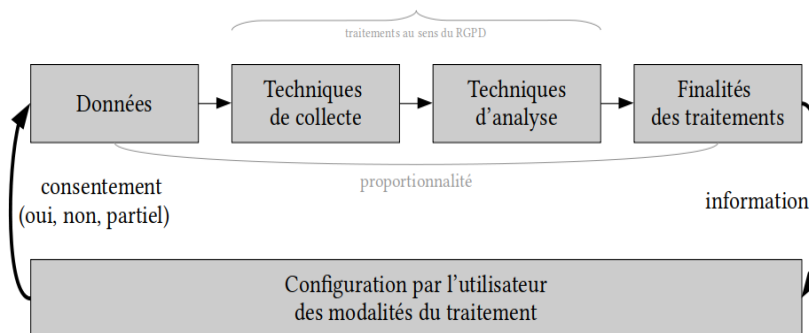 traitements au sens du RGPD
Données
Techniques
de collecte
Techniques
d'analyse
Finalités
des traitements
proportionnalité
consentement
(oui, non, partiel)
information
Configuration par l'utilisateur
des modalités du traitement